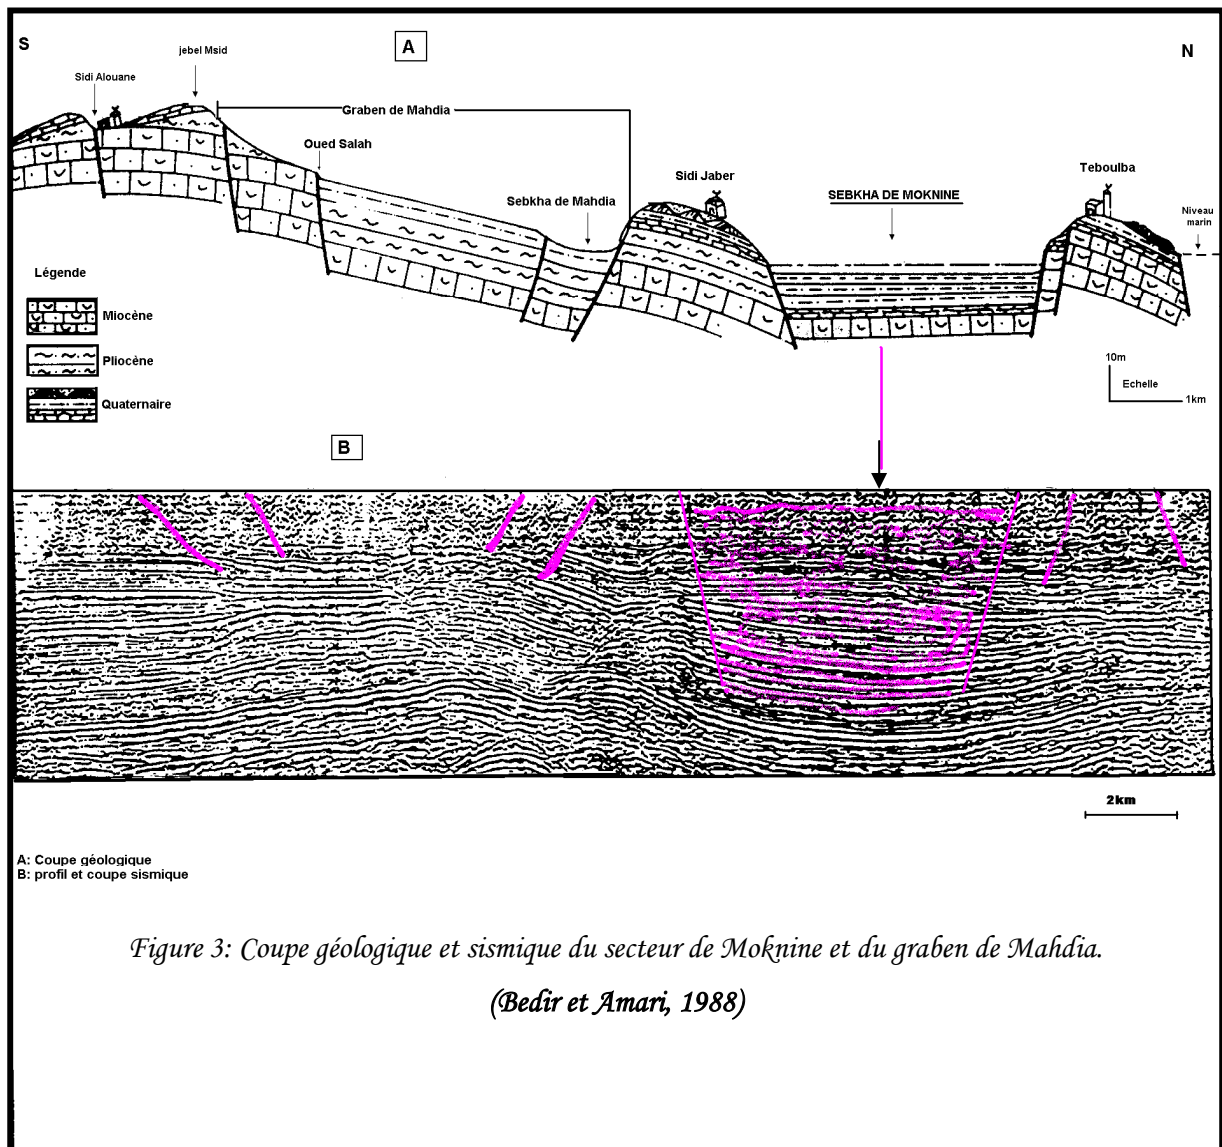 S
A
N
jebel Msid
Sidi Alouane
Graben de Mahdia
Oued Salah
Sidi Jaber
Teboulba
SEBKHA DE MOKNINE
Sebkha de Mahdia
Niveau
marin
Légende
Miocène
Pliocène
Quaternaire
10m
Echelle
1km
B
2km
A: Coupe géologique
B: profil et coupe sismique
Figure 3: Coupe géologique et sismique du secteur de Moknine et du graben de Mahdia.
(Bedir et Amari, 1988)